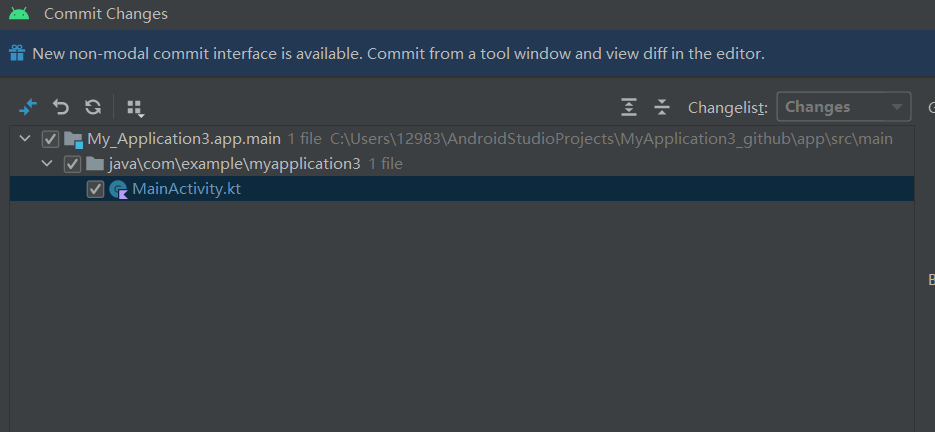 Commit Changes
New non-modal commit interface is available. Commit from a tool window and view diff in the editor.
Changelist: Changes
My_Application3.app.main 1 file C:\Users\12983\AndroidStudioProjects\MyApplication3_github\app\src\main
java\com\example\myapplication3 1 file
MainActivity.kt